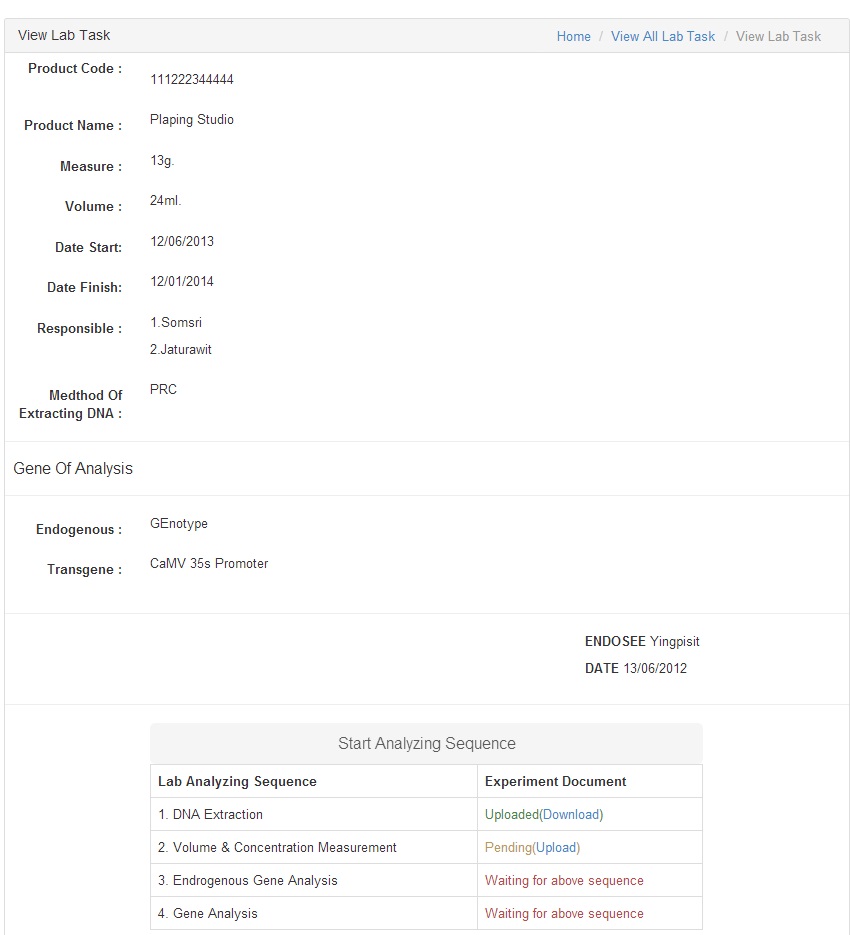 View Lab Task
Home / View All Lab Task / View Lab Task
Product Code : 111222344444
Product Name : Plaping Studio
Measure : 13g.
Volume : 24ml.
Date Start: 12/06/2013
Date Finish: 12/01/2014
Responsible : 1.Somsri
2.Jaturawit
Medthod Of PRC
Extracting DNA :
Gene Of Analysis
Endogenous : GEnotype
Transgene : CaMV 35s Promoter
ENDOSEE Yingpisit
DATE 13/06/2012
Start Analyzing Sequence
Lab Analyzing Sequence Experiment Document
1. DNA Extraction Uploaded(Download)
2. Volume & Concentration Measurement Pending(Upload)
3. Endrogenous Gene Analysis Waiting for above sequence
4. Gene Analysis Waiting for above sequence